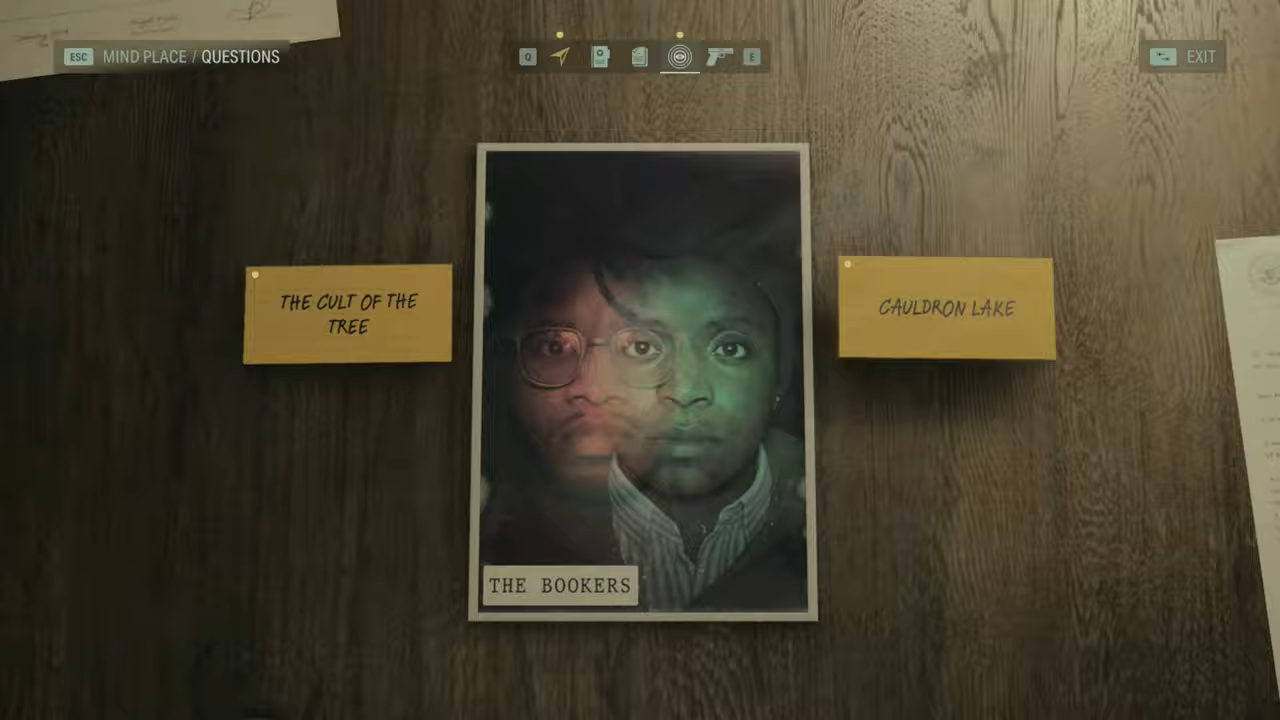 ESC MIND PLACE / QUESTIONS
Q
E
EXIT
THE CULT OF THE
TREE
CAULDRON LAKE
THE BOOKERS